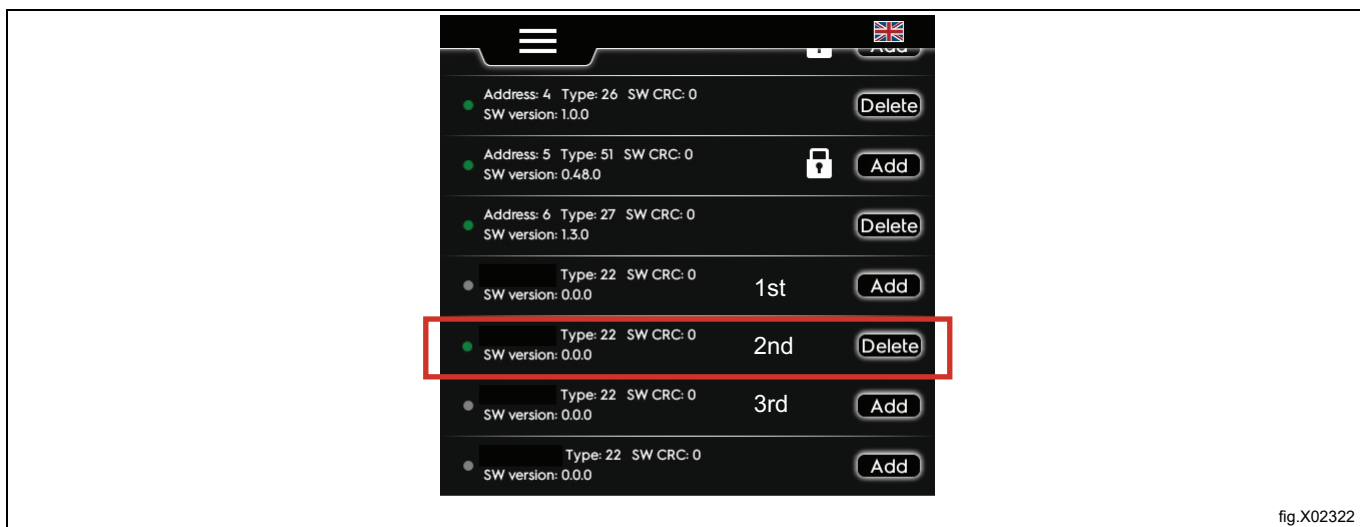 Add
Address: 4 Type: 26 SW CRC: 0
SW version: 1.0.0
Delete
Address: 5 Type: 51 SW CRC: 0
SW version: 0.48.0
Add
Address: 6 Type: 27 SW CRC: 0
SW version: 1.3.0
Delete
Type: 22 SW CRC: 0
SW version: 0.0.0
1st
Add
Type: 22 SW CRC: 0
SW version: 0.0.0
2nd
Delete
Type: 22 SW CRC: 0
SW version: 0.0.0
3rd
Add
Type: 22 SW CRC: 0
SW version: 0.0.0
Add
fig.X02322